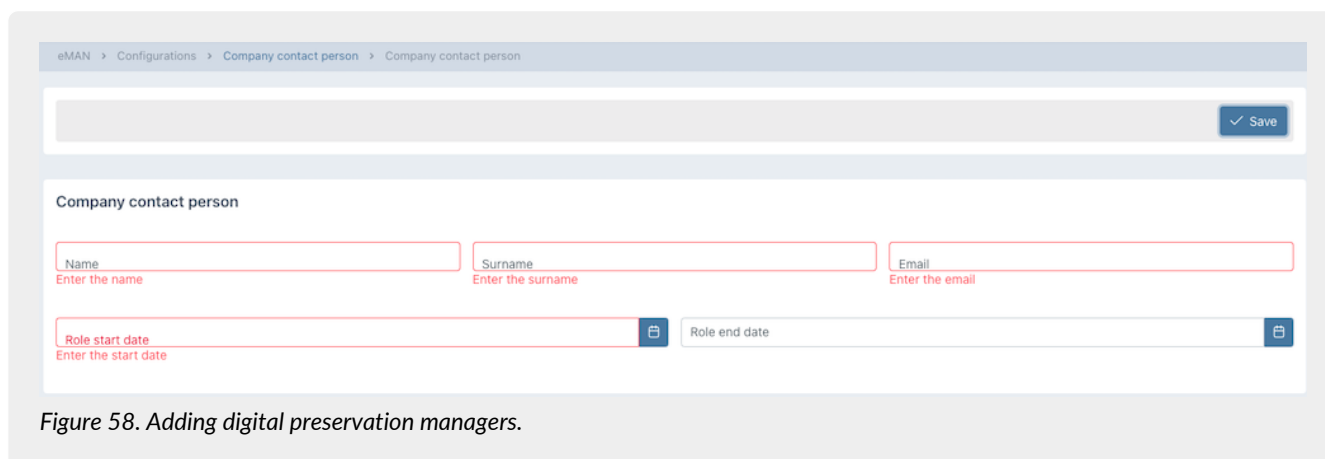 eMAN > Configurations > Company contact person > Company contact person
Save
Company contact person
Name Surname Email
Enter the name Enter the surname Enter the email
Role start date Role end date
Enter the start date
Figure 58. Adding digital preservation managers.